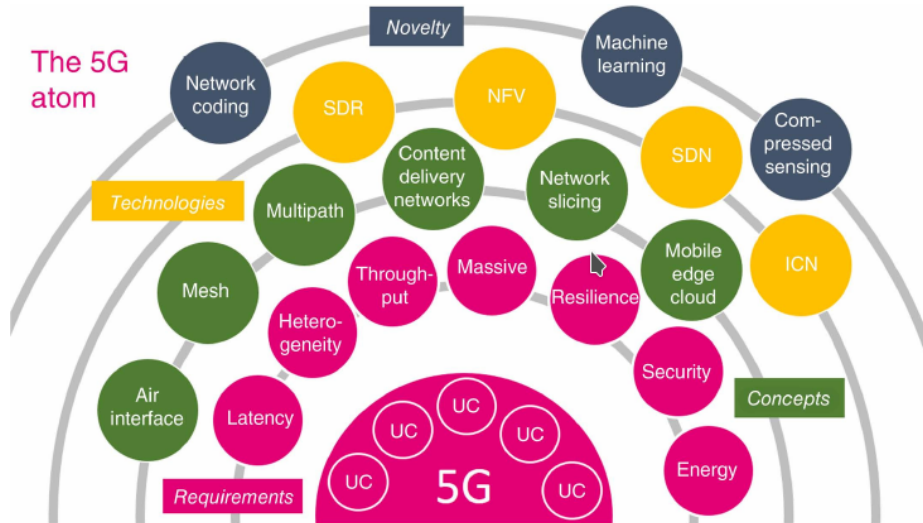 The 5G
atom
Novelty
Network
coding
Machine
learning
Com-
pressed
sensing
Technologies
SDR
NFV
SDN
ICN
Air
interface
Mesh
Multipath
Content
delivery
networks
Network
slicing
Mobile
edge
cloud
Concepts
Requirements
Latency
Hetero-
geneity
Through-
put
Massive
Resilience
Security
Energy
UC
UC
UC
UC
UC
5G